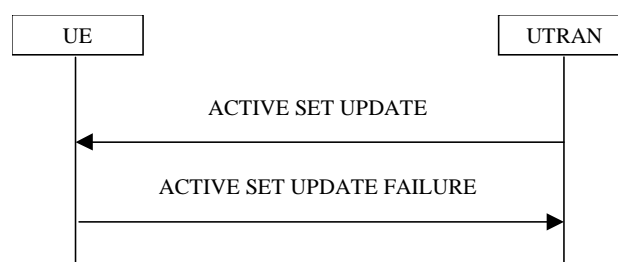 UE
UTRAN
ACTIVE SET UPDATE
ACTIVE SET UPDATE FAILURE